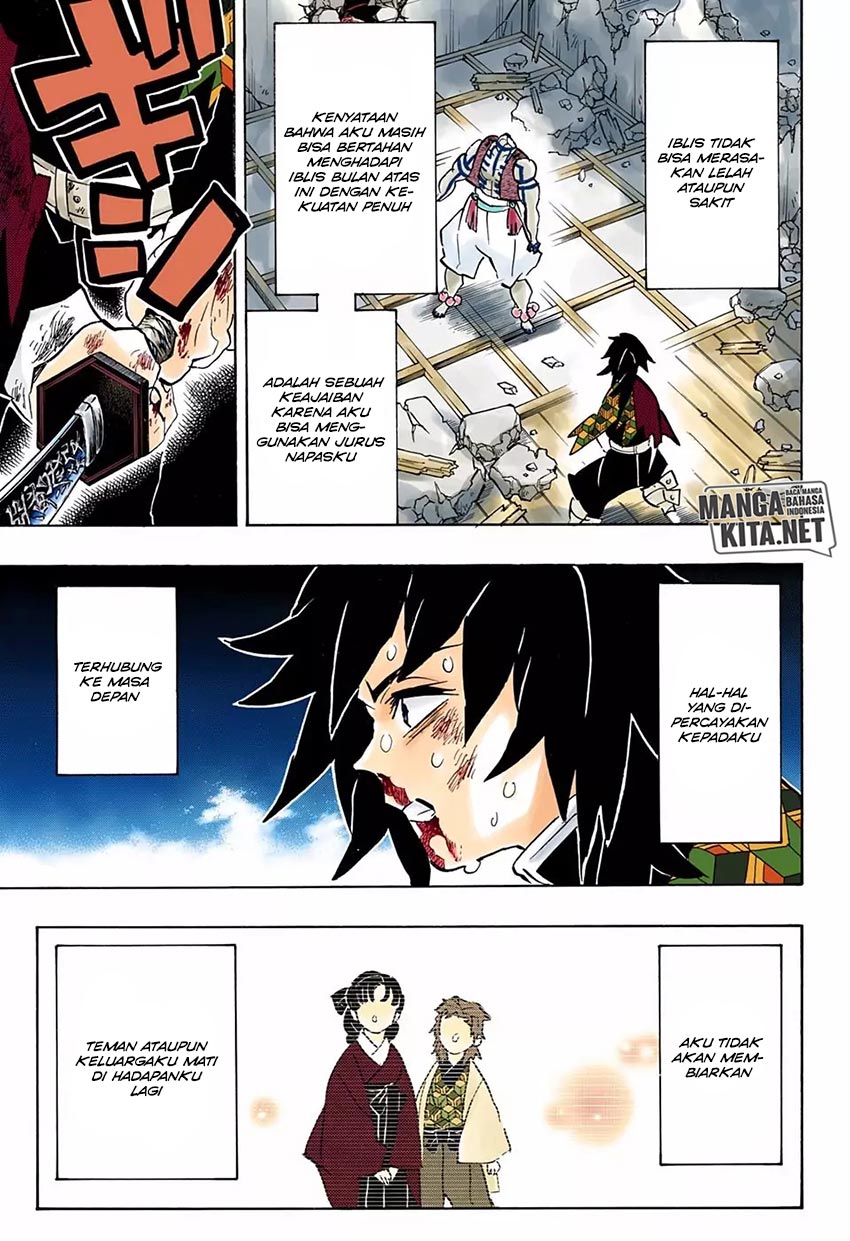 IBLIS TIDAK
BISA MERASA-
KAN LELAH
ATAUPUN
SAKIT
KENYATAAN
BAHWA AKU MASIH
BISA BERTAHAN
MENGHADAPI
IBLIS BULAN ATAS
INI DENGAN KE-
KUATAN PENUH
ADALAH SEBUAH
KEAJAIBAN
KARENA AKU
BISA MENG-
GUNAKAN JURUS
NAPASKU
ギシ
MANGA
BACA MANGA
BAHASA
INDONESIA
KITA.NET
HAL-HAL
YANG DI-
PERCAYAKAN
KEPADAKU
TERHUBUNG
KE MASA
DEPAN
AKU TIDAK
AKAN MEM-
BIARKAN
TEMAN ATAUPUN
KELUARGAKU MATI
DI HADAPANKU
LAGI